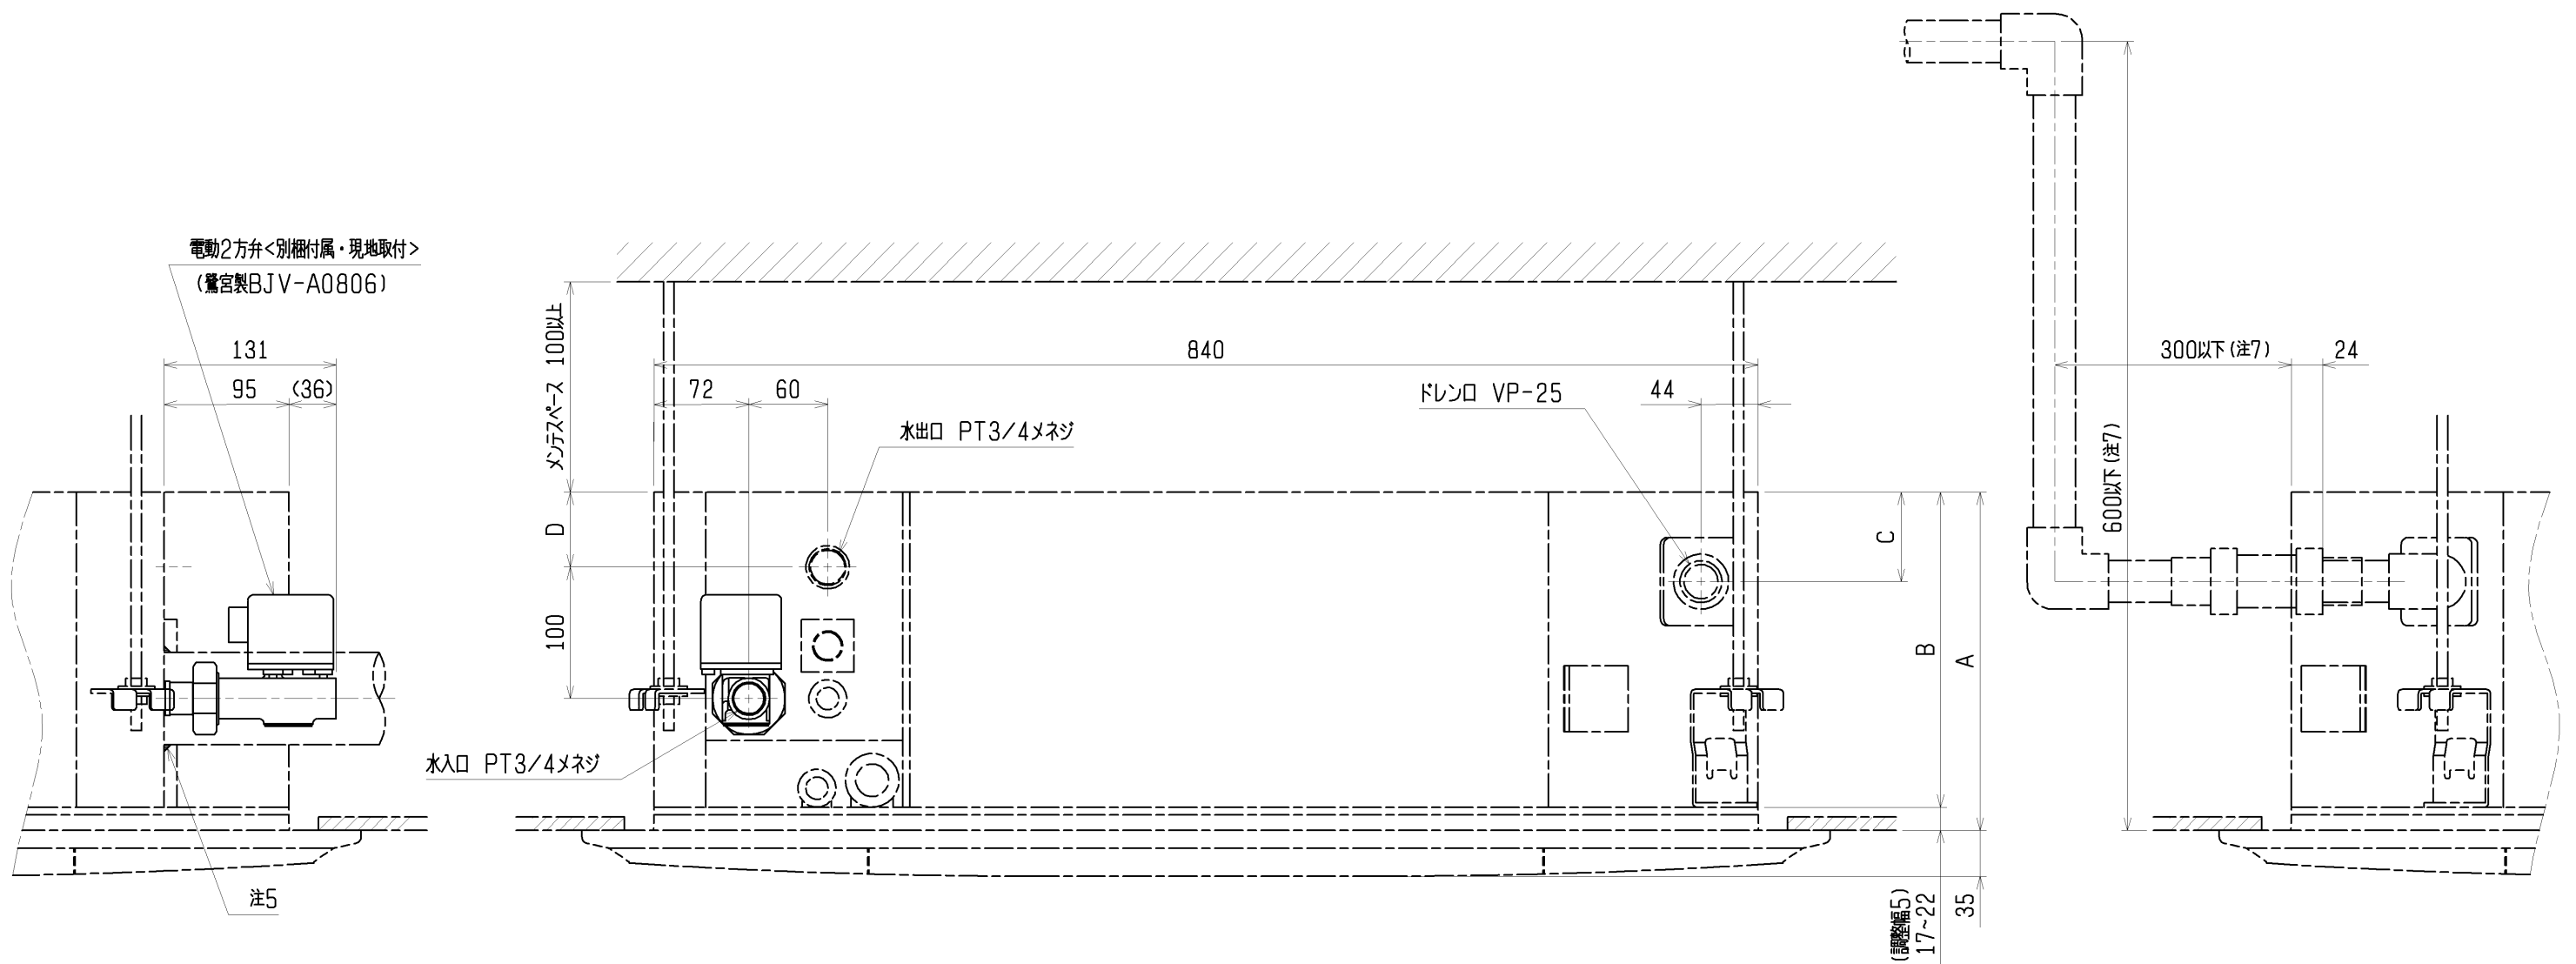 電動2方弁<別梱付属・現地取付>
(鷺宮製BJV-A0806)
131
95
(36)
注5
メンテスペース 100以上
D
100
840
72
60
水出口 PT3/4メネジ
水入口 PT3/4メネジ
ドレン口 VP-25
44
C
B
A
(調整幅5)
17~22
35
600以下(注7)
300以下(注7)
24